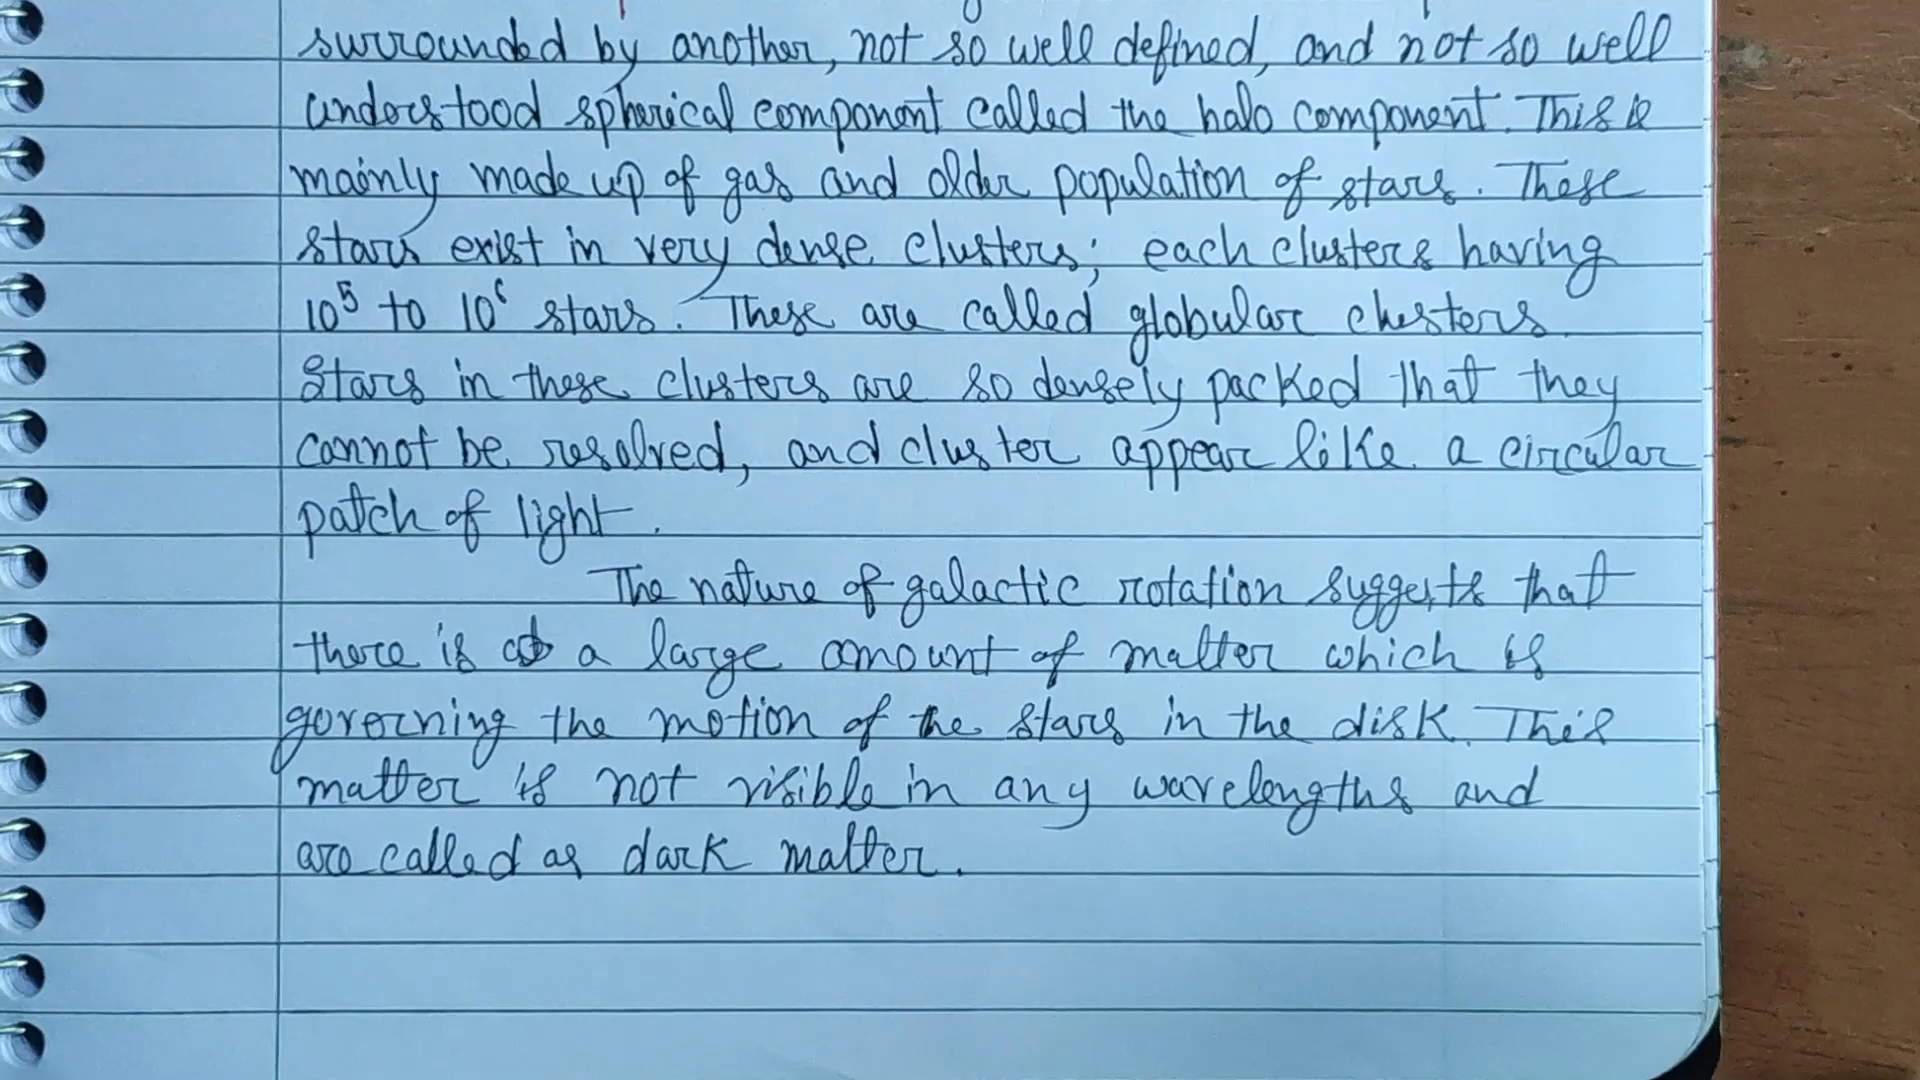 surrounded by another, not so well defined, and not so well
understood spherical component called the halo component. This is
mainly made up of gas and older population of stars. These
stars exist in very dense clusters; each clusters having
10⁵ to 10⁶ stars. These are called globular clusters.
Stars in these clusters are so densely packed that they
cannot be resolved, and cluster appear like a circular
patch of light.
The nature of galactic rotation suggests that
there is a large amount of matter which is
governing the motion of the stars in the disk. This
matter is not visible in any wavelengths and
are called as dark matter.